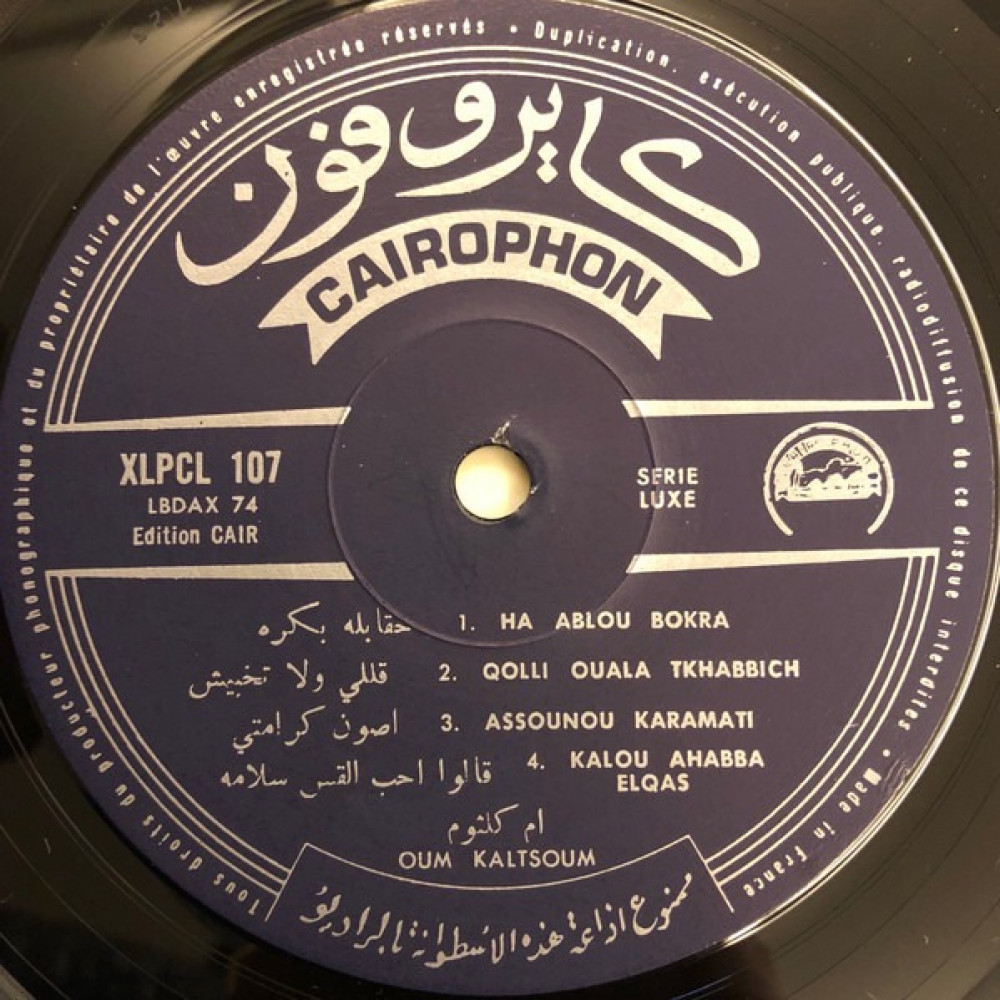 Tous droits du producteur phonographique et du propriétaire de l'œuvre enregistrée réservés • Duplication, exécution publique, radiodiffusion de ce disque interdites • Made in France
كايروفون
CAIROPHON
XLPCL 107
LBDAX 74
Edition CAIR
SERIE
LUXE
حقابله بكره 1. HA ABLOU BOKRA
قللي ولا تخبيش 2. QOLLI OUALA TKHABBICH
اصون كرامتي 3. ASSOUNOU KARAMATI
قالوا احب القس سلامه 4. KALOU AHABBA
ELQAS
ام كلثوم
OUM KALTSOUM
ممنوع اذاعة هذه الاسطوانة بالراديو